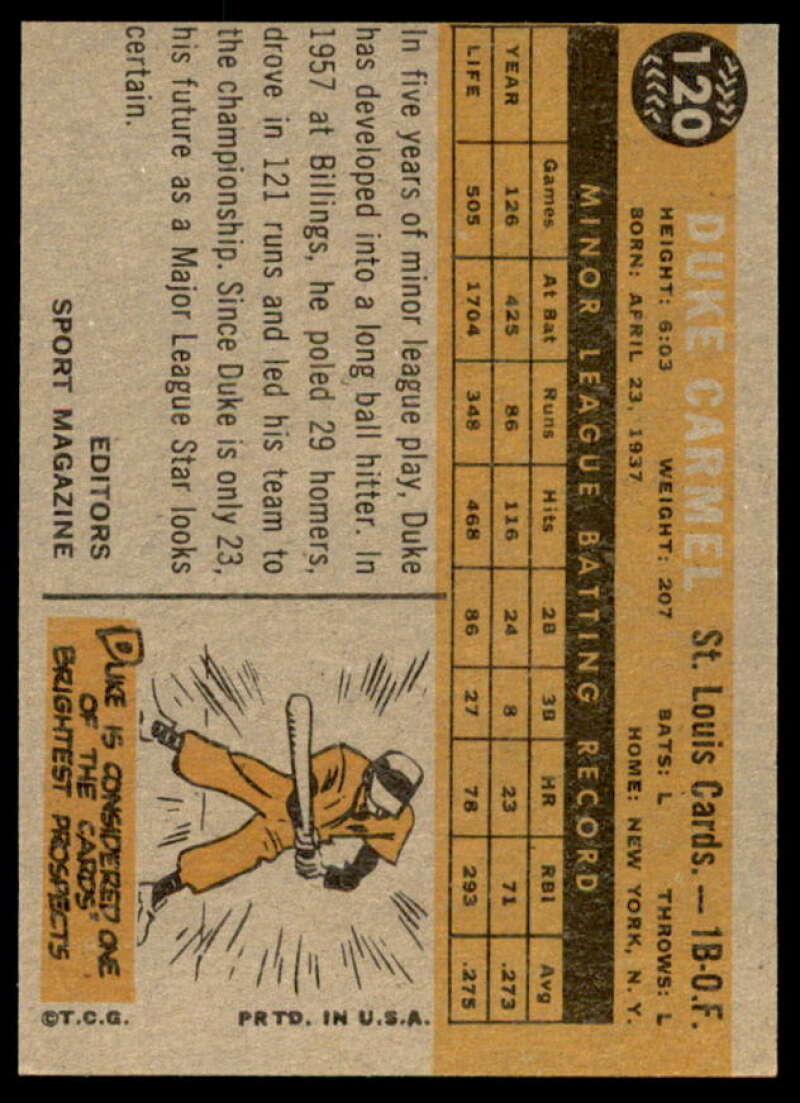 120
DUKE CARMEL St. Louis Cards.—1B-O.F.
HEIGHT: 6:03 WEIGHT: 207 BATS: L THROWS: L
BORN: APRIL 23, 1937 HOME: NEW YORK, N. Y.
MINOR LEAGUE BATTING RECORD
Games At Bat Runs Hits 2B 3B HR RBI Avg
YEAR 126 425 86 116 24 8 23 71 .273
LIFE 505 1704 348 468 86 27 78 293 .275
In five years of minor league play, Duke
has developed into a long ball hitter. In
1957 at Billings, he poled 29 homers,
drove in 121 runs and led his team to
the championship. Since Duke is only 23,
his future as a Major League Star looks
certain.
EDITORS
SPORT MAGAZINE
DUKE IS CONSIDERED ONE
OF THE "CARDS"
BRIGHTEST PROSPECTS
©T.C.G. PRTD. IN U.S.A.